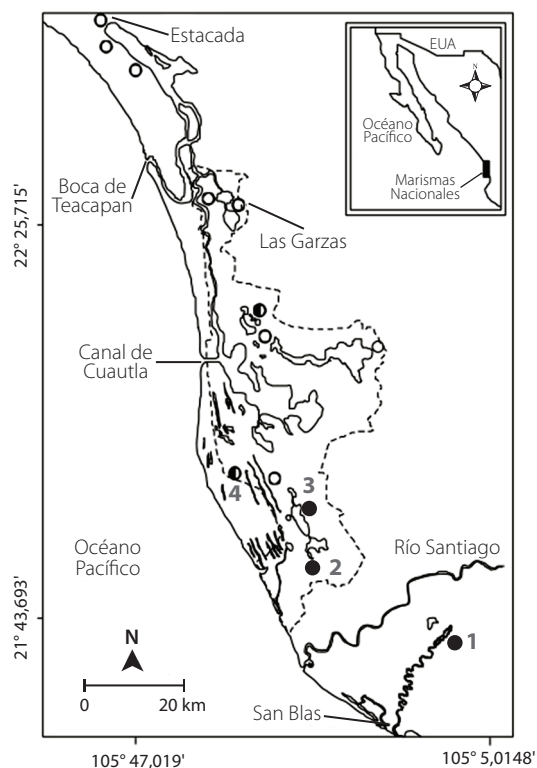 Estacada
EUA
N
Océano
Pacífico
Marismas
Nacionales
Boca de
Teacapan
22° 25,715'
Las Garzas
Canal de
Cuautla
4
3
Océano
Pacífico
Río Santiago
2
21° 43,693'
1
N
0
20 km
San Blas
105° 47,019'
105° 5,0148'